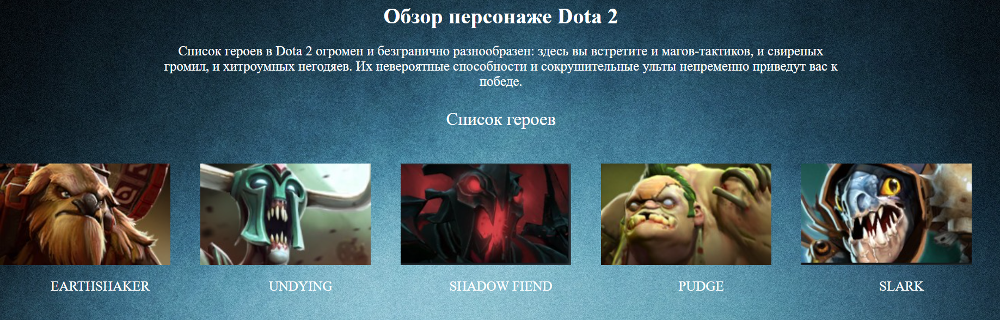 Обзор персонаже Dota 2
Список героев в Dota 2 огромен и безгранично разнообразен: здесь вы встретите и магов-тактиков, и свирепых
громил, и хитроумных негодяев. Их невероятные способности и сокрушительные ульты непременно приведут вас к
победе.
Список героев
EARTHSHAKER
UNDYING
SHADOW FIEND
PUDGE
SLARK